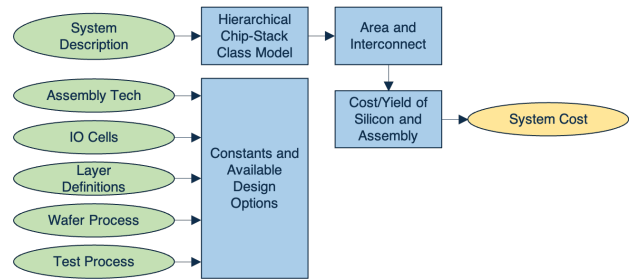 System
Description
Hierarchical
Chip-Stack
Class Model
Area and
Interconnect
Assembly Tech
IO Cells
Layer
Definitions
Wafer Process
Test Process
Constants and
Available
Design
Options
Cost/Yield of
Silicon and
Assembly
System Cost